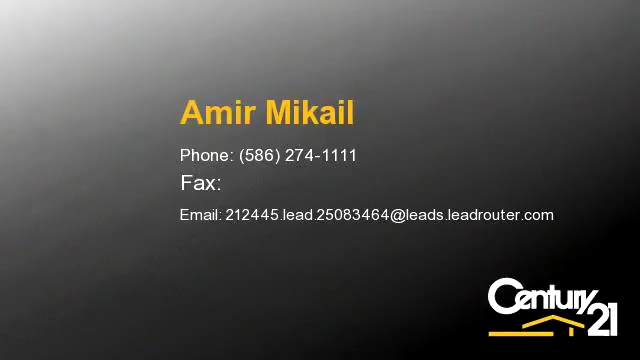 Amir Mikail
Phone: (586) 274-1111
Fax:
Email: 212445.lead.25083464@leads.leadrouter.com
Century
21